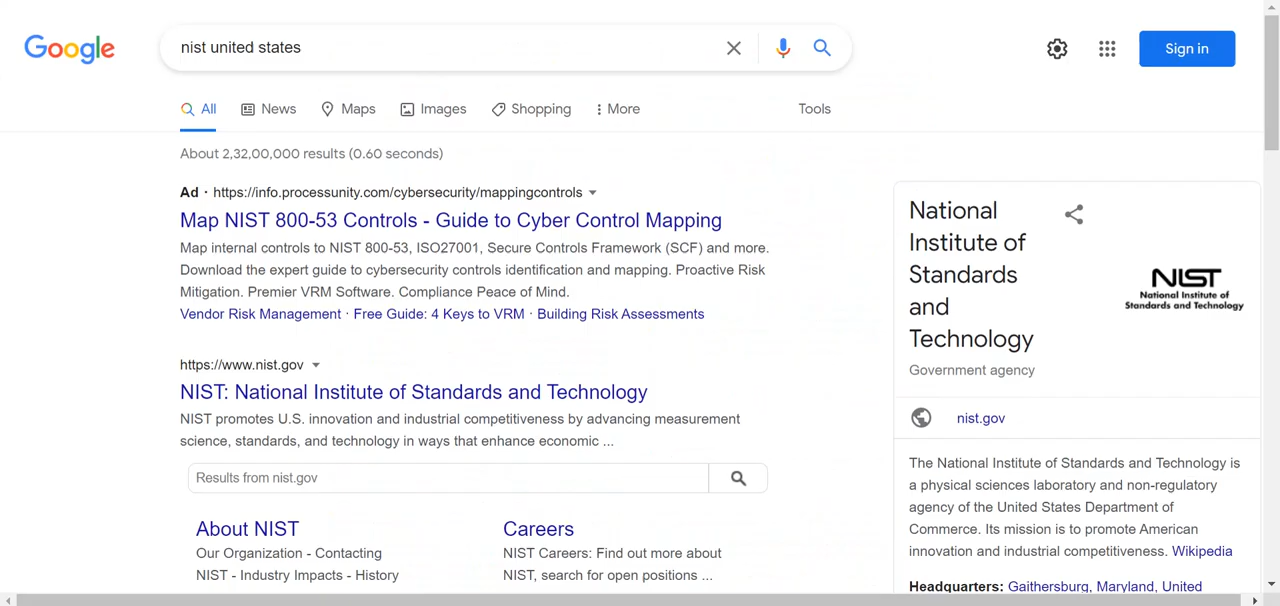 Google
nist united states
Sign in
All
News
Maps
Images
Shopping
More
Tools
About 2,32,00,000 results (0.60 seconds)
Ad · https://info.processunity.com/cybersecurity/mappingcontrols
Map NIST 800-53 Controls - Guide to Cyber Control Mapping
Map internal controls to NIST 800-53, ISO27001, Secure Controls Framework (SCF) and more.
Download the expert guide to cybersecurity controls identification and mapping. Proactive Risk
Mitigation. Premier VRM Software. Compliance Peace of Mind.
Vendor Risk Management · Free Guide: 4 Keys to VRM · Building Risk Assessments
https://www.nist.gov
NIST: National Institute of Standards and Technology
NIST promotes U.S. innovation and industrial competitiveness by advancing measurement
science, standards, and technology in ways that enhance economic ...
Results from nist.gov
About NIST
Our Organization - Contacting
NIST - Industry Impacts - History
Careers
NIST Careers: Find out more about
NIST, search for open positions ...
National
Institute of
Standards
and
Technology
Government agency
NIST
National Institute of
Standards and Technology
nist.gov
The National Institute of Standards and Technology is
a physical sciences laboratory and non-regulatory
agency of the United States Department of
Commerce. Its mission is to promote American
innovation and industrial competitiveness. Wikipedia
Headquarters: Gaithersburg, Maryland, United